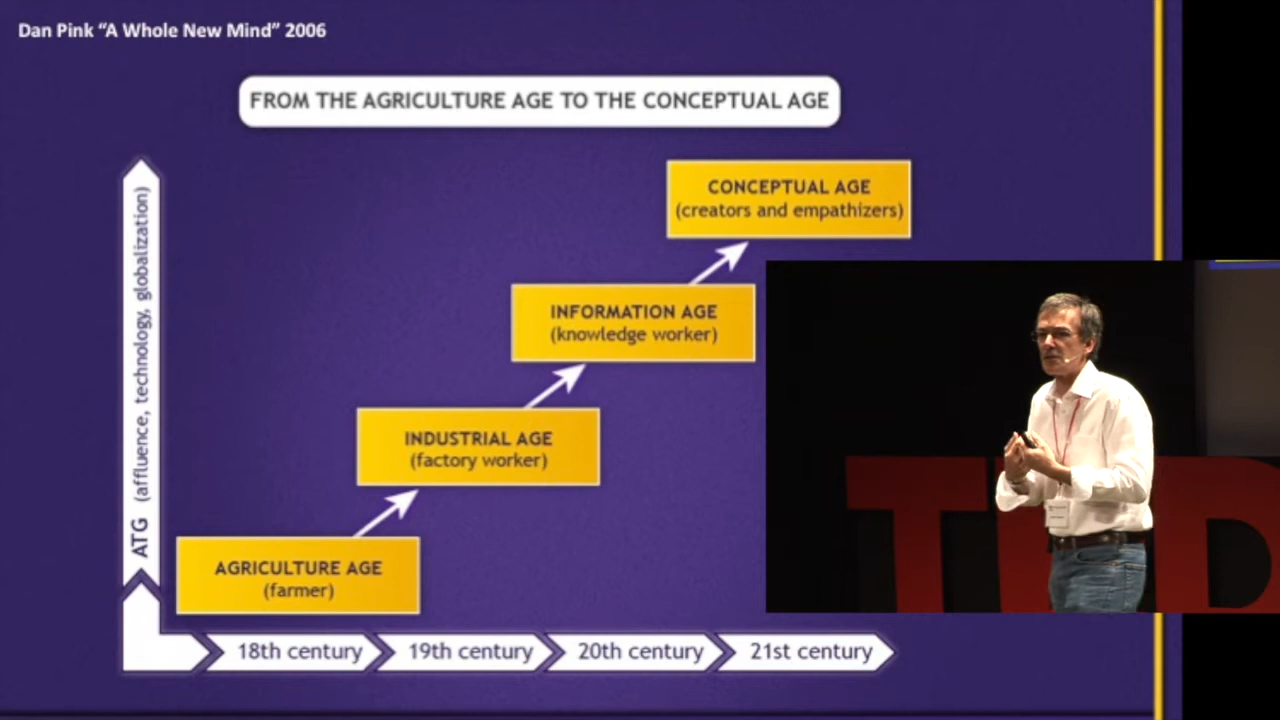 Dan Pink “A Whole New Mind” 2006
FROM THE AGRICULTURE AGE TO THE CONCEPTUAL AGE
ATG (affluence, technology, globalization)
CONCEPTUAL AGE
(creators and empathizers)
INFORMATION AGE
(knowledge worker)
INDUSTRIAL AGE
(factory worker)
AGRICULTURE AGE
(farmer)
18th century
19th century
20th century
21st century